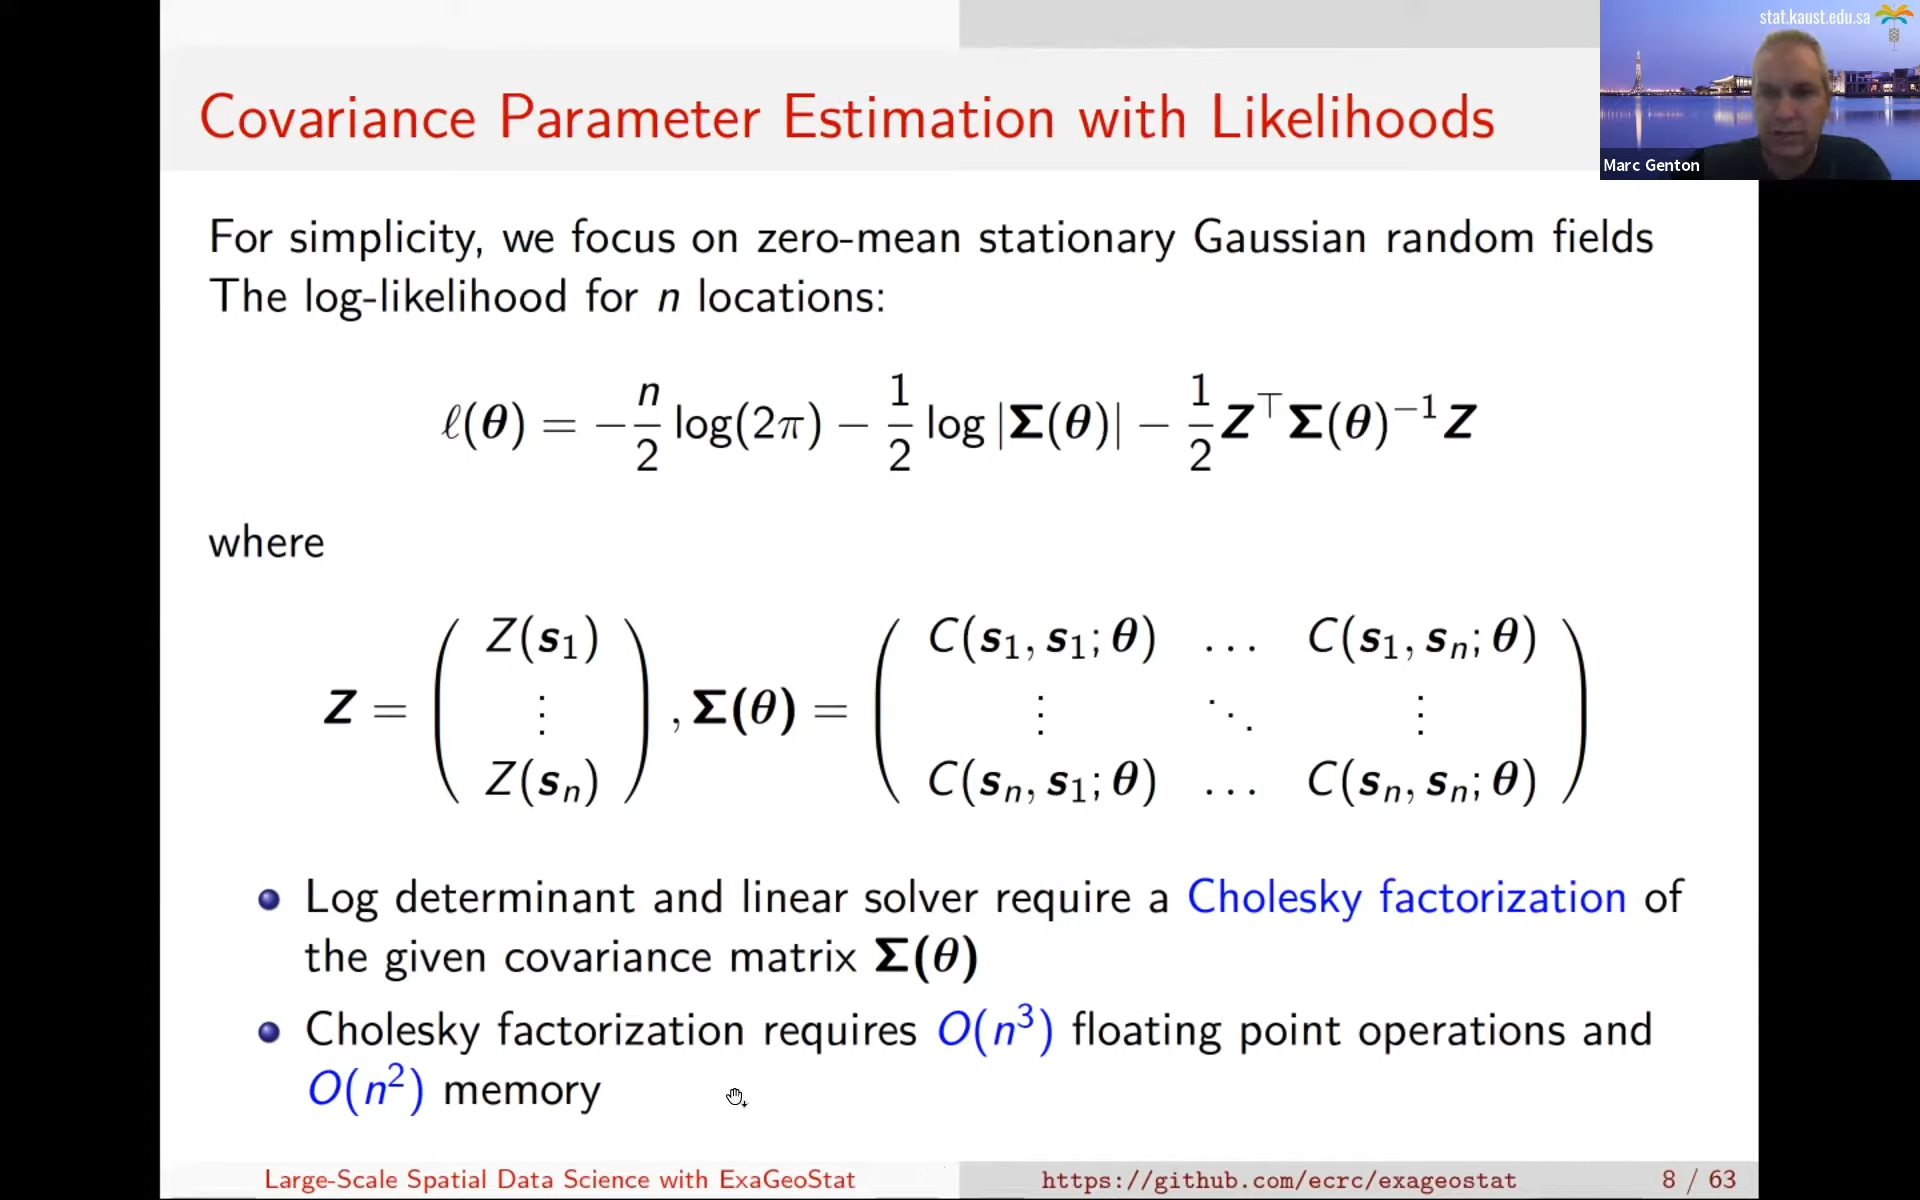 stat.kaust.edu.sa
Marc Genton
Covariance Parameter Estimation with Likelihoods
For simplicity, we focus on zero-mean stationary Gaussian random fields
The log-likelihood for n locations:
ℓ(θ) = −n/2 log(2π) − 1/2 log |Σ(θ)| − 1/2 Z⊤Σ(θ)⁻¹Z
where
Z = ( Z(s₁) ⋮ Z(sₙ) ), Σ(θ) = ( C(s₁, s₁; θ) … C(s₁, sₙ; θ) ⋮ ⋱ ⋮ C(sₙ, s₁; θ) … C(sₙ, sₙ; θ) )
Log determinant and linear solver require a Cholesky factorization of
the given covariance matrix Σ(θ)
Cholesky factorization requires O(n³) floating point operations and
O(n²) memory
Large-Scale Spatial Data Science with ExaGeoStat
https://github.com/ecrc/exageostat
8 / 63